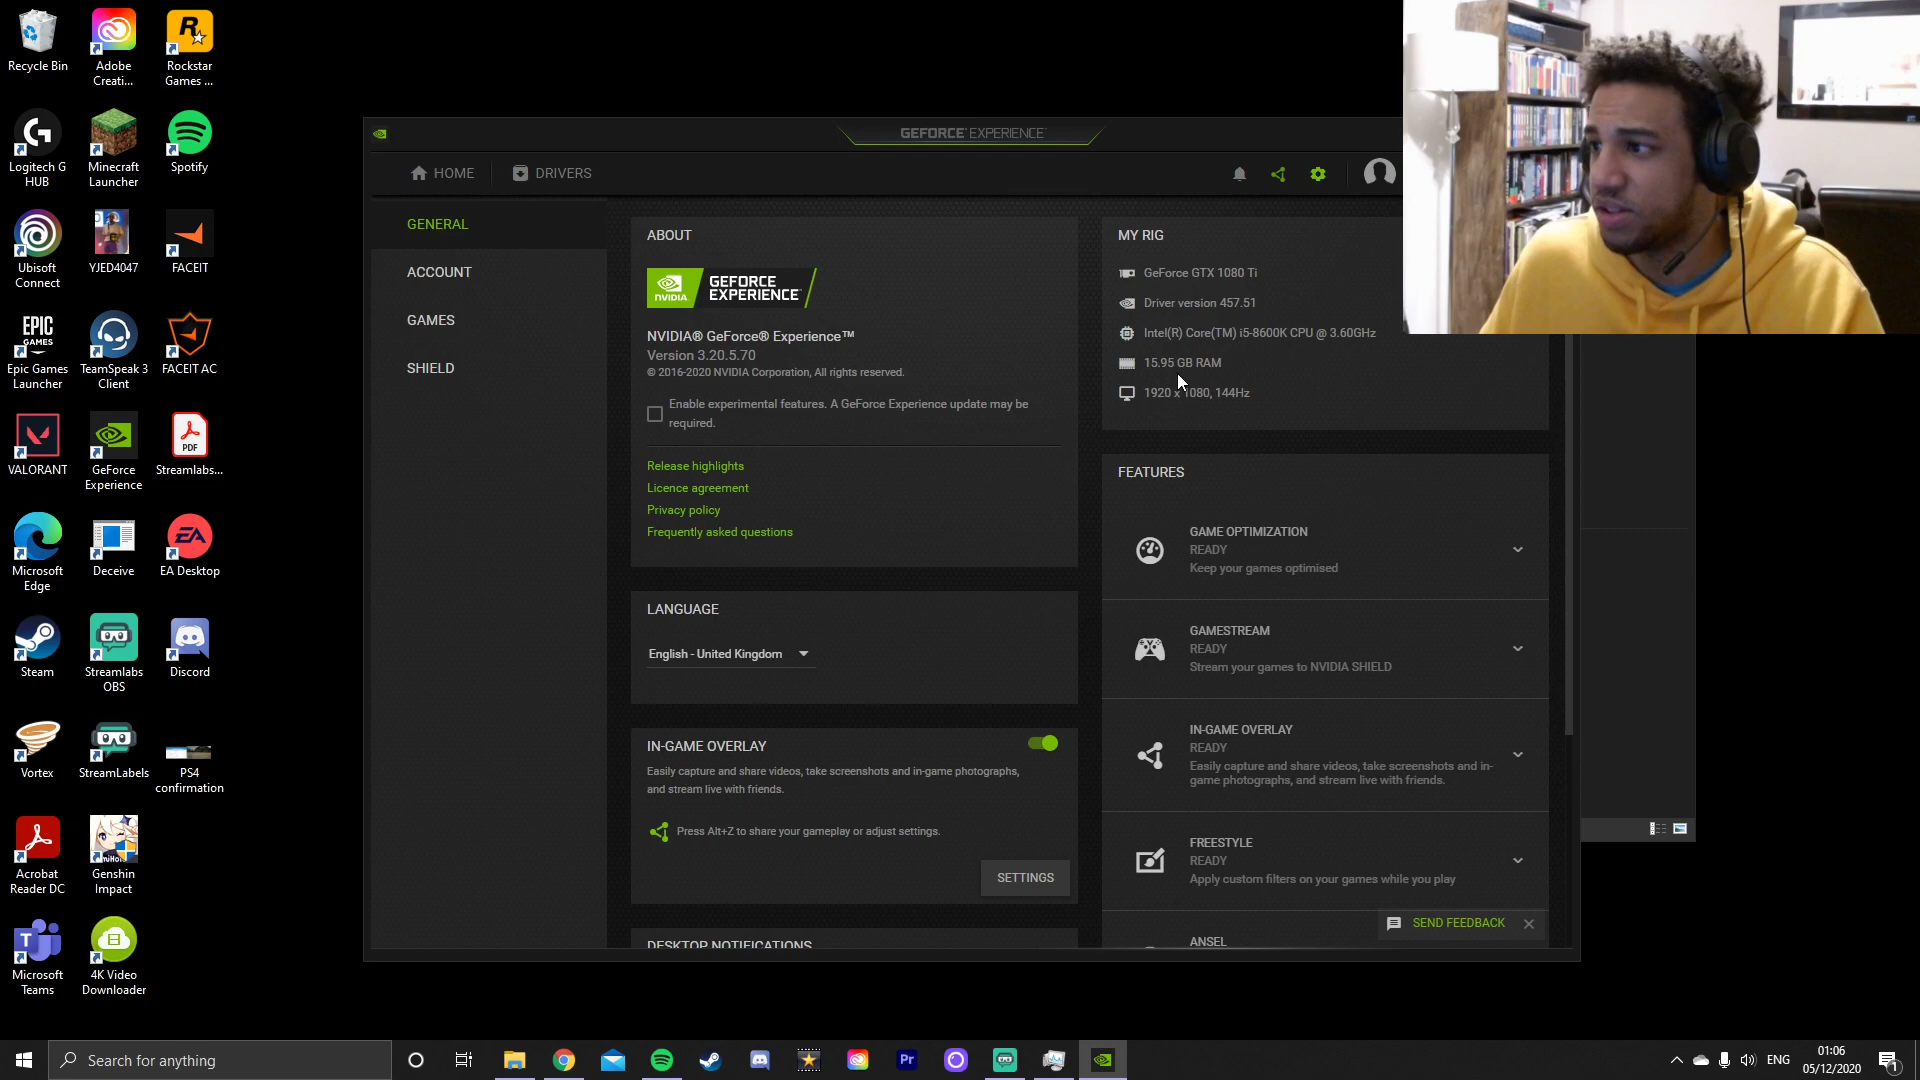 Recycle Bin
Adobe
Creati...
Rockstar
Games ...
Logitech G
HUB
Minecraft
Launcher
Spotify
Ubisoft
Connect
YJED4047
FACEIT
EPIC
GAMES
Epic Games
Launcher
TeamSpeak 3
Client
FACEIT AC
VALORANT
GeForce
Experience
PDF
Streamlabs...
Microsoft
Edge
Deceive
EA
EA Desktop
Steam
Streamlabs
OBS
Discord
Vortex
StreamLabels
PS4
confirmation
Acrobat
Reader DC
Genshin
Impact
Microsoft
Teams
4K Video
Downloader
GEFORCE EXPERIENCE
HOME
DRIVERS
GENERAL
ACCOUNT
GAMES
SHIELD
ABOUT
NVIDIA.
GEFORCE
EXPERIENCE
NVIDIA® GeForce® Experience™
Version 3.20.5.70
© 2016-2020 NVIDIA Corporation, All rights reserved.
Enable experimental features. A GeForce Experience update may be
required.
Release highlights
Licence agreement
Privacy policy
Frequently asked questions
LANGUAGE
English - United Kingdom
IN-GAME OVERLAY
Easily capture and share videos, take screenshots and in-game photographs,
and stream live with friends.
Press Alt+Z to share your gameplay or adjust settings.
SETTINGS
DESKTOP NOTIFICATIONS
MY RIG
GeForce GTX 1080 Ti
Driver version 457.51
Intel(R) Core(TM) i5-8600K CPU @ 3.60GHz
15.95 GB RAM
1920 x 1080, 144Hz
FEATURES
GAME OPTIMIZATION
READY
Keep your games optimised
GAMESTREAM
READY
Stream your games to NVIDIA SHIELD
IN-GAME OVERLAY
READY
Easily capture and share videos, take screenshots and in-
game photographs, and stream live with friends.
FREESTYLE
READY
Apply custom filters on your games while you play
SEND FEEDBACK
ANSEL
Search for anything
Pr
ENG
01:06
05/12/2020
1